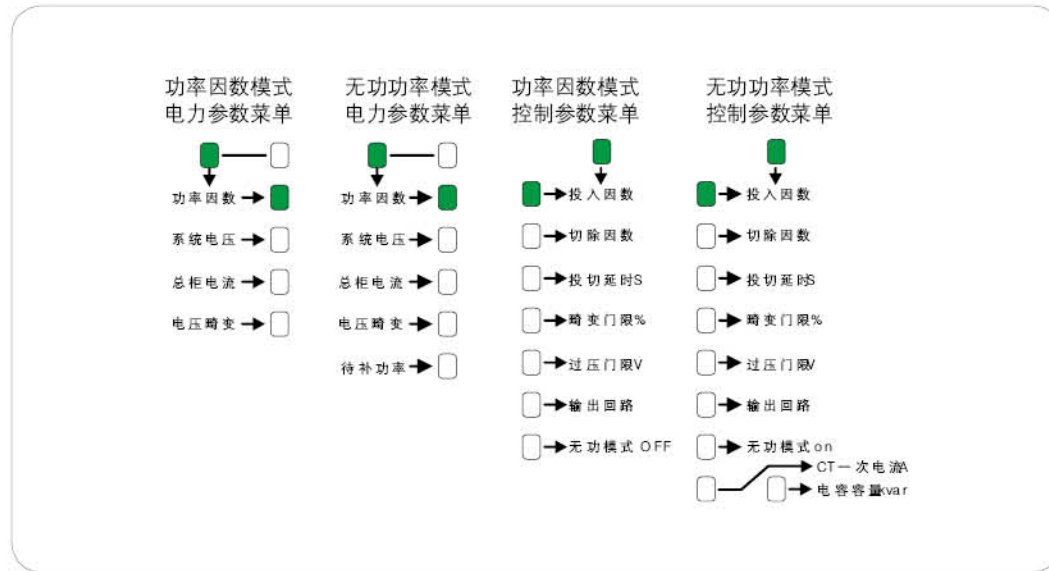 功率因数模式
电力参数菜单
功率因数
系统电压
总柜电流
电压畸变
无功功率模式
电力参数菜单
功率因数
系统电压
总柜电流
电压畸变
待补功率
功率因数模式
控制参数菜单
投入因数
切除因数
投切延时S
畸变门限%
过压门限V
输出回路
无功模式 OFF
无功功率模式
控制参数菜单
投入因数
切除因数
投切延时S
畸变门限%
过压门限V
输出回路
无功模式on
CT一次电流A
电容容量kvar